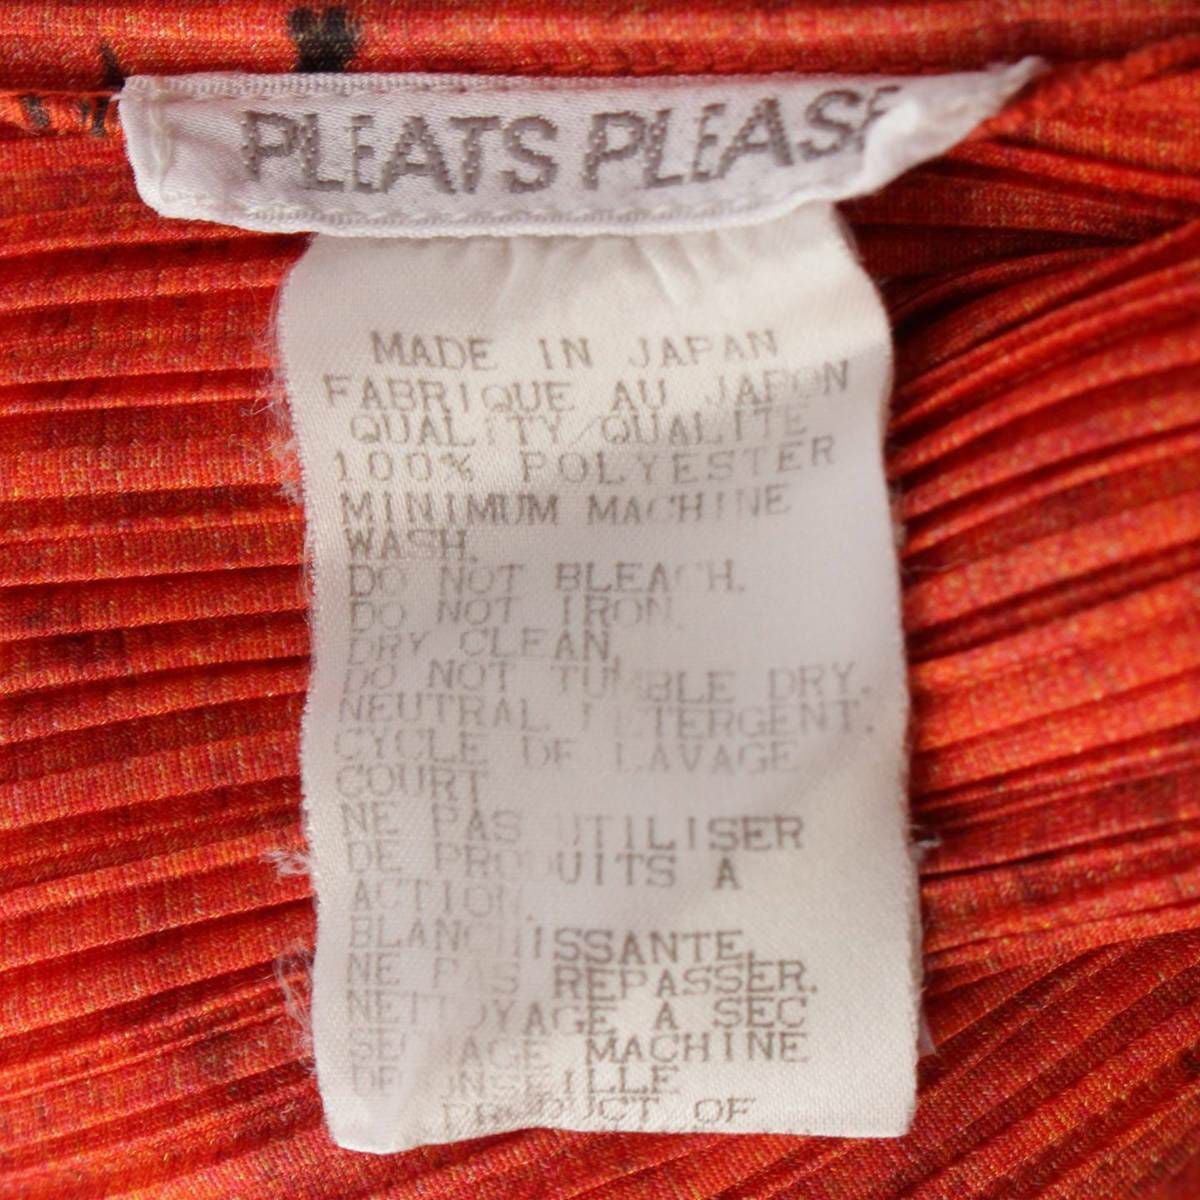 PLEATS PLEASE
MADE IN JAPAN
FABRIQUE AU JAPON
QUALITY/QUALITE
100% POLYESTER
MINIMUM MACHINE
WASH.
DO NOT BLEACH.
DO NOT IRON.
DRY CLEAN.
DO NOT TUMBLE DRY.
NEUTRAL DETERGENT.
CYCLE DE LAVAGE
COURT
NE PAS UTILISER
DE PRODUITS A
ACTION.
BLANCHISSANTE.
NE PAS REPASSER.
NETTOYAGE A SEC
SECHAGE MACHINE
DECONSEILLE
PRODUCT OF